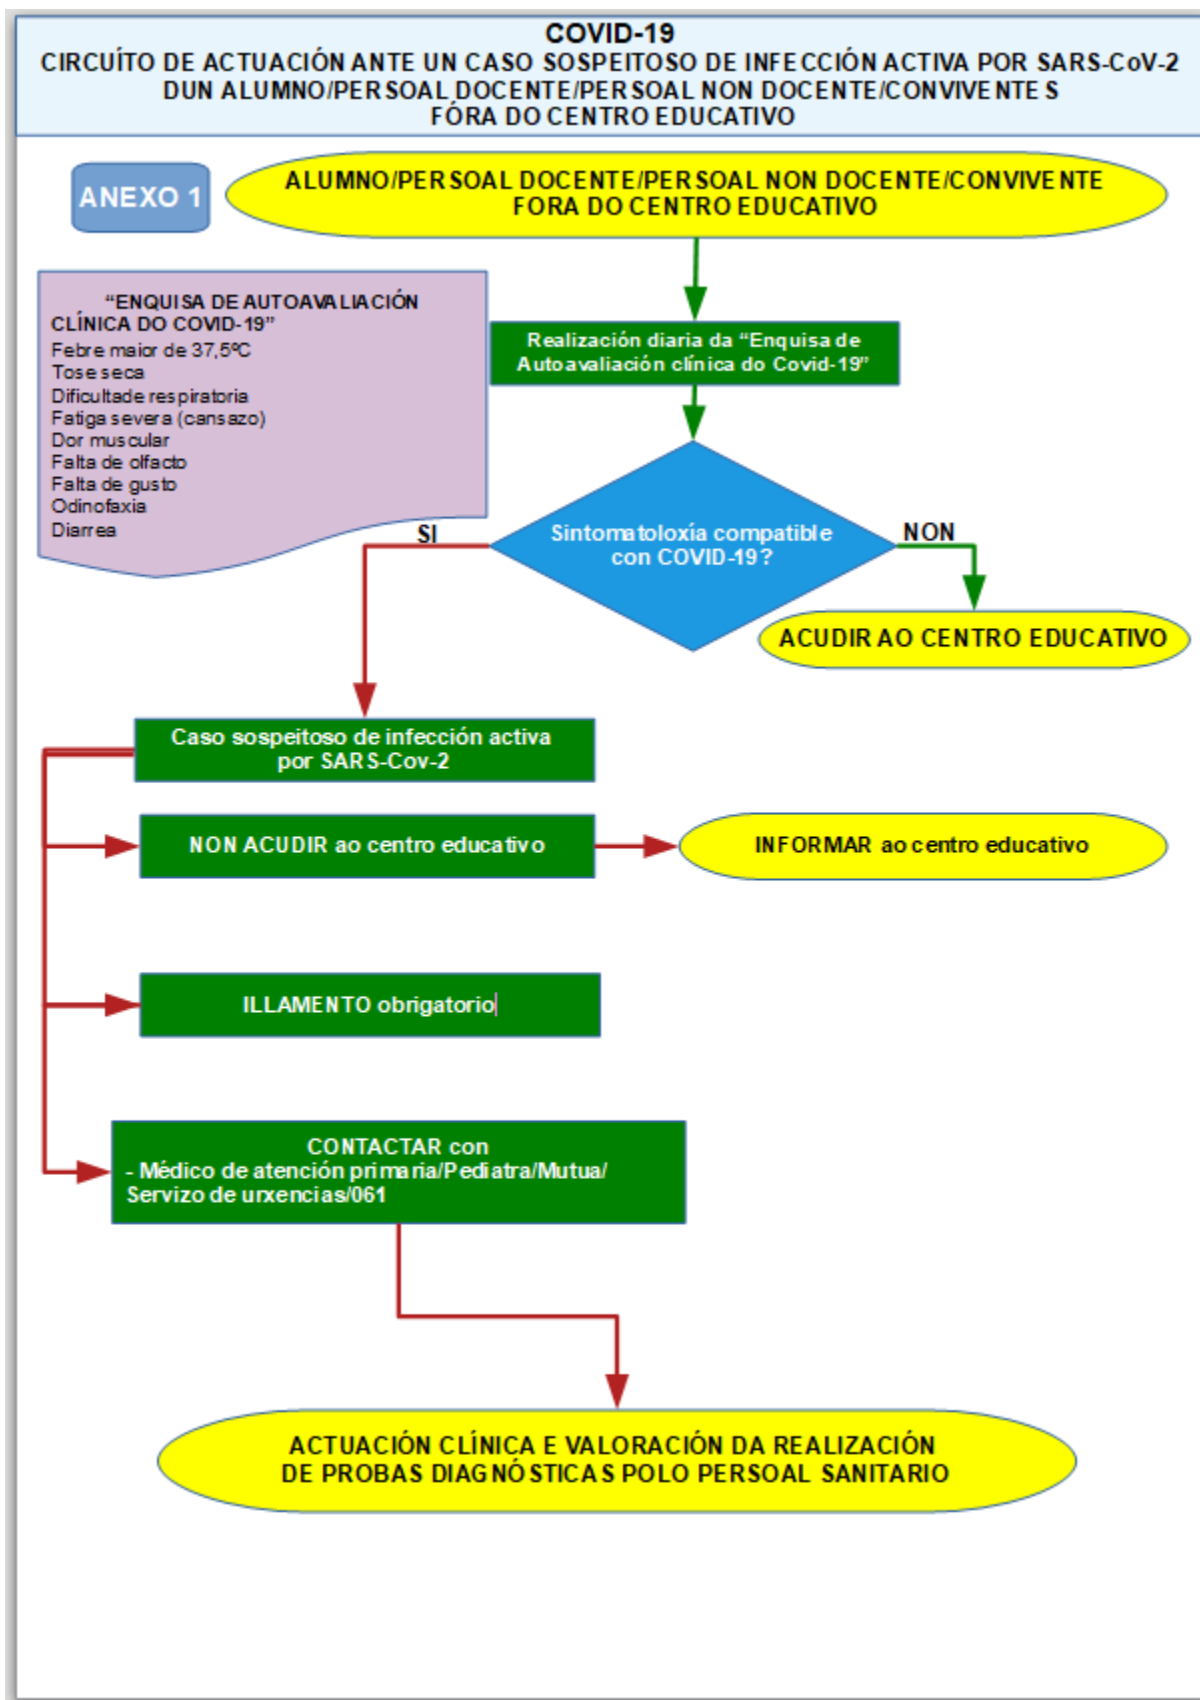 COVID-19
CIRCUÍTO DE ACTUACIÓN ANTE UN CASO SOSPEITOSO DE INFECCIÓN ACTIVA POR SARS-CoV-2
DUN ALUMNO/PERSOAL DOCENTE/PERSOAL NON DOCENTE/CONVIVENTE S
FÓRA DO CENTRO EDUCATIVO
ANEXO 1
ALUMNO/PERSOAL DOCENTE/PERSOAL NON DOCENTE/CONVIVENTE
FORA DO CENTRO EDUCATIVO
“ENQUISA DE AUTOAVALIACIÓN
CLÍNICA DO COVID-19”
Febre maior de 37,5ºC
Tose seca
Dificultade respiratoria
Fatiga severa (cansazo)
Dor muscular
Falta de olfacto
Falta de gusto
Odinofaxia
Diarrea
Realización diaria da “Enquisa de
Autoavaliación clínica do Covid-19”
Sintomatoloxía compatible
con COVID-19?
SI
NON
ACUDIR AO CENTRO EDUCATIVO
Caso sospeitoso de infección activa
por SARS-Cov-2
NON ACUDIR ao centro educativo
INFORMAR ao centro educativo
ILLAMENTO obrigatorio
CONTACTAR con
- Médico de atención primaria/Pediatra/Mutua/
Servizo de urxencias/061
ACTUACIÓN CLÍNICA E VALORACIÓN DA REALIZACIÓN
DE PROBAS DIAGNÓSTICAS POLO PERSOAL SANITARIO